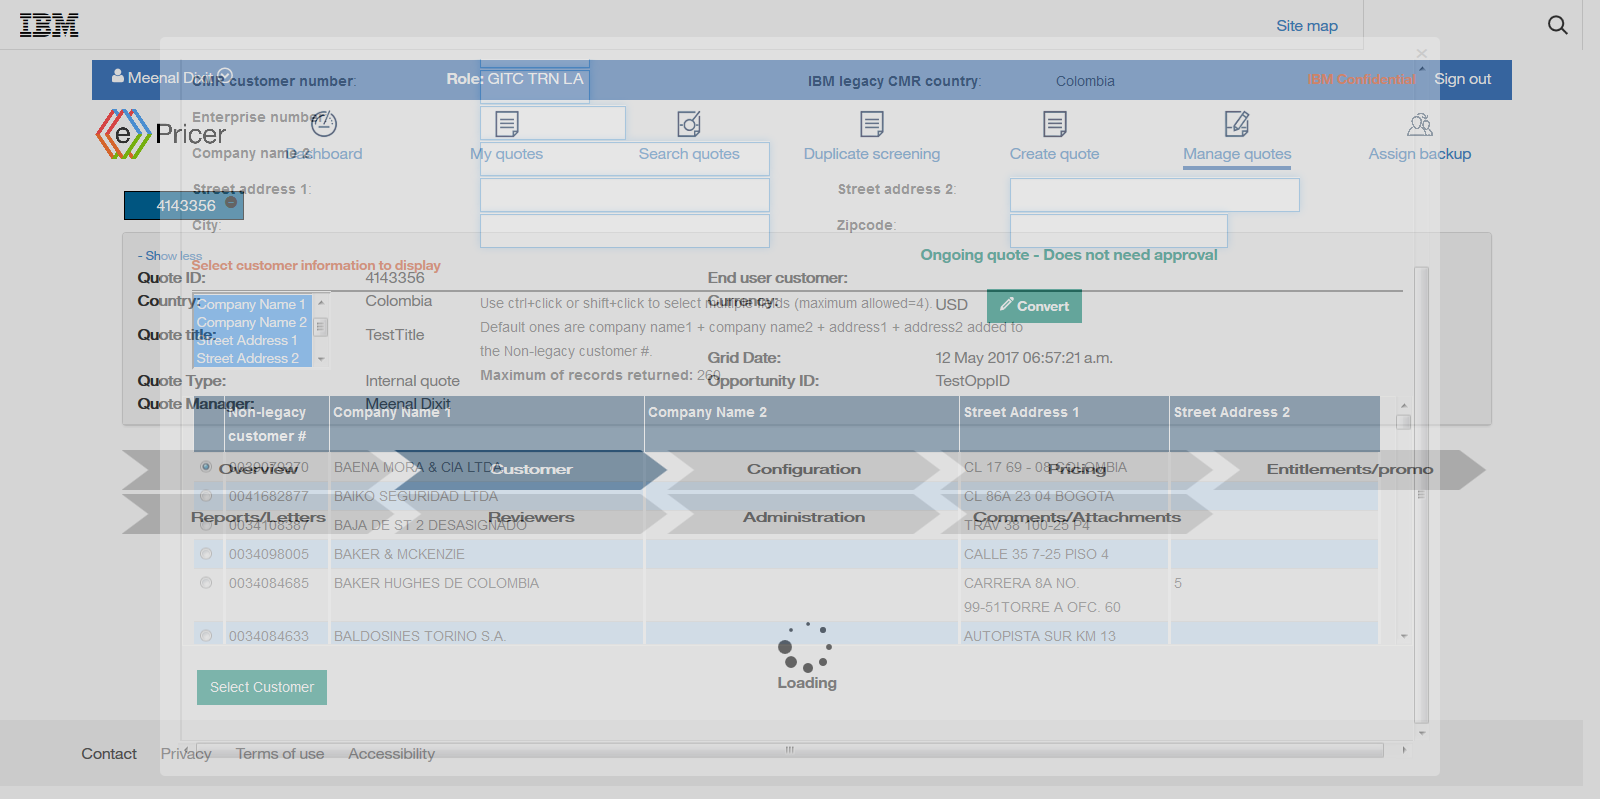 IBM
Site map
Meenal Dixit
Role: GITC TRN LA
IBM Confidential
Sign out
CMR customer number:
IBM legacy CMR country:
Colombia
Enterprise number:
ePricer
Company name 2:
Dashboard
My quotes
Search quotes
Duplicate screening
Create quote
Manage quotes
Assign backup
Street address 1:
Street address 2:
4143356
City:
Zipcode:
- Show less
Select customer information to display
Ongoing quote - Does not need approval
Quote ID:
4143356
End user customer:
Country:
Colombia
Currency:
USD
Convert
Company Name 1
Company Name 2
Street Address 1
Street Address 2
Use ctrl+click or shift+click to select multiple fields (maximum allowed=4).
Default ones are company name1 + company name2 + address1 + address2 added to
the Non-legacy customer #.
Maximum of records returned: 260
Quote title:
TestTitle
Grid Date:
12 May 2017 06:57:21 a.m.
Quote Type:
Internal quote
Opportunity ID:
TestOppID
Quote Manager:
Meenal Dixit
Non-legacy
customer #
Company Name 1
Company Name 2
Street Address 1
Street Address 2
Overview
Customer
Configuration
Pricing
Entitlements/promo
Reports/Letters
Reviewers
Administration
Comments/Attachments
BAENA MORA & CIA LTDA
CL 17 69 - 08 COLOMBIA
0041682877 BAIKO SEGURIDAD LTDA CL 86A 23 04 BOGOTA
0034108387 BAJA DE ST 2 DESASIGNADO TRAV 38 100-25 P4
0034098005 BAKER & MCKENZIE CALLE 35 7-25 PISO 4
0034084685 BAKER HUGHES DE COLOMBIA CARRERA 8A NO. 5
99-51TORRE A OFC. 60
0034084633 BALDOSINES TORINO S.A. AUTOPISTA SUR KM 13
Loading
Select Customer
Contact
Privacy
Terms of use
Accessibility